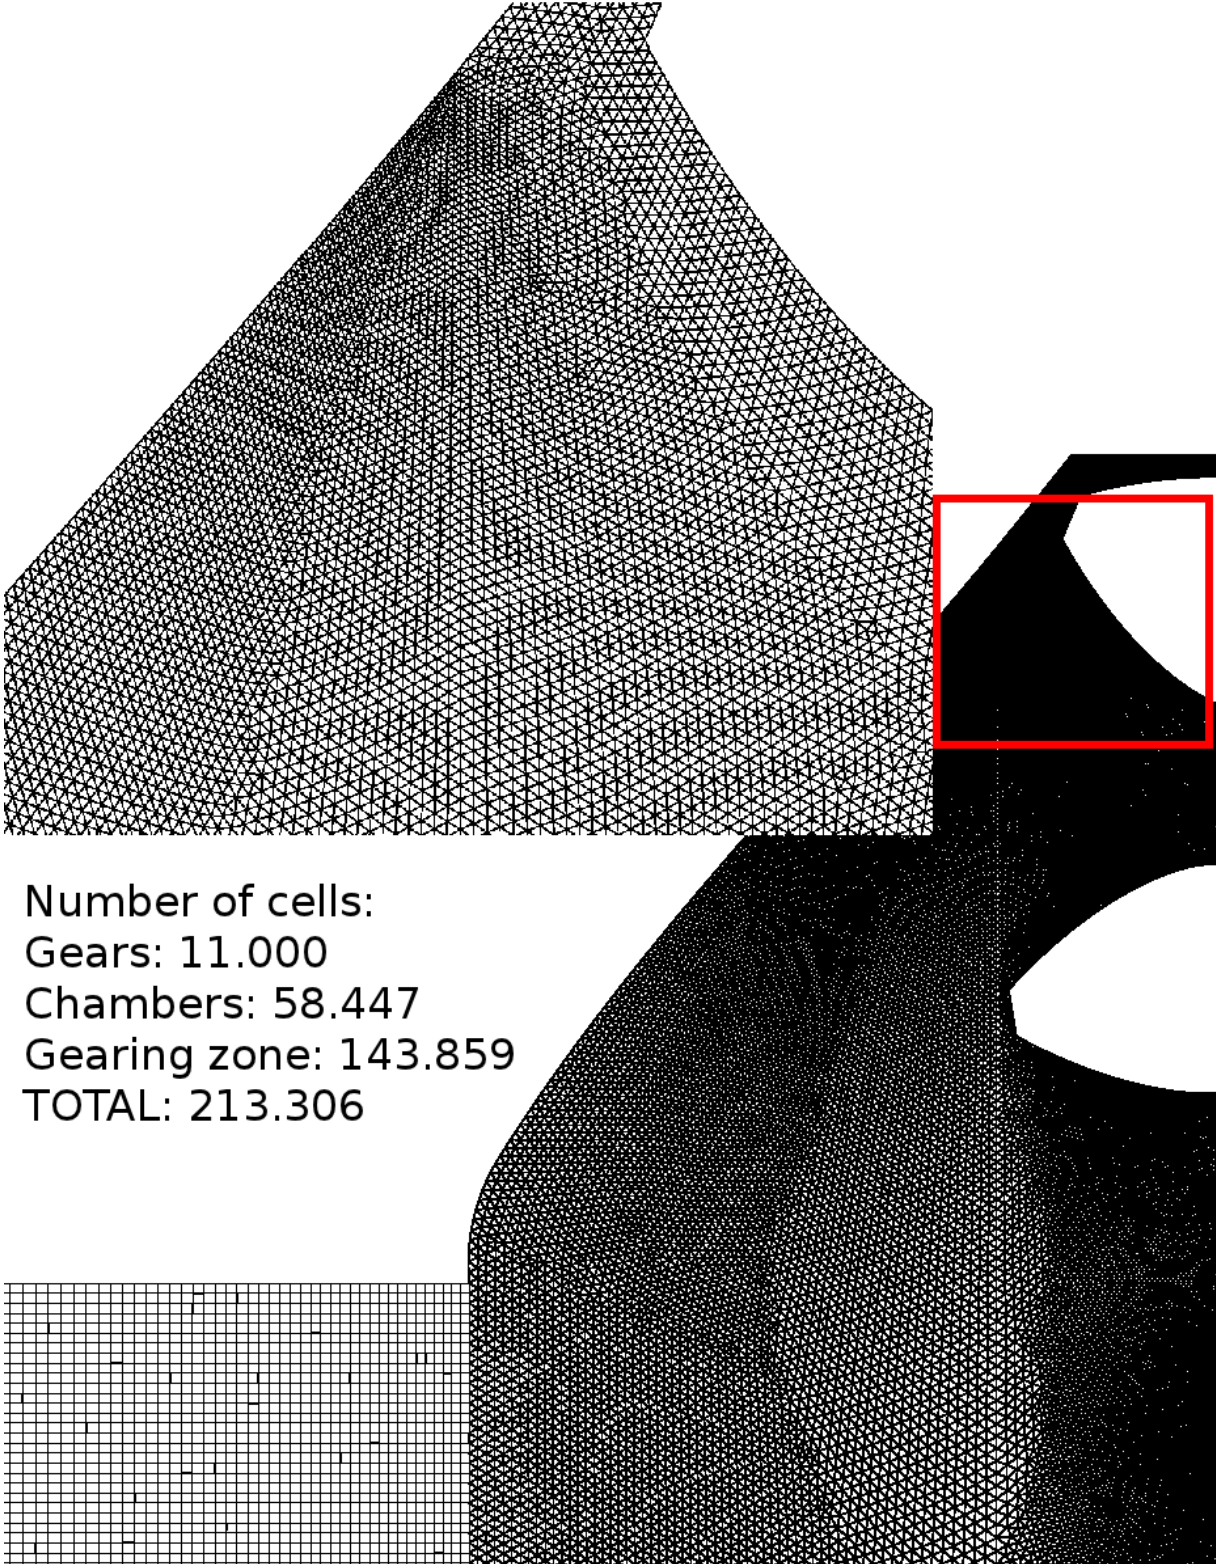 Number of cells:
Gears: 11.000
Chambers: 58.447
Gearing zone: 143.859
TOTAL: 213.306